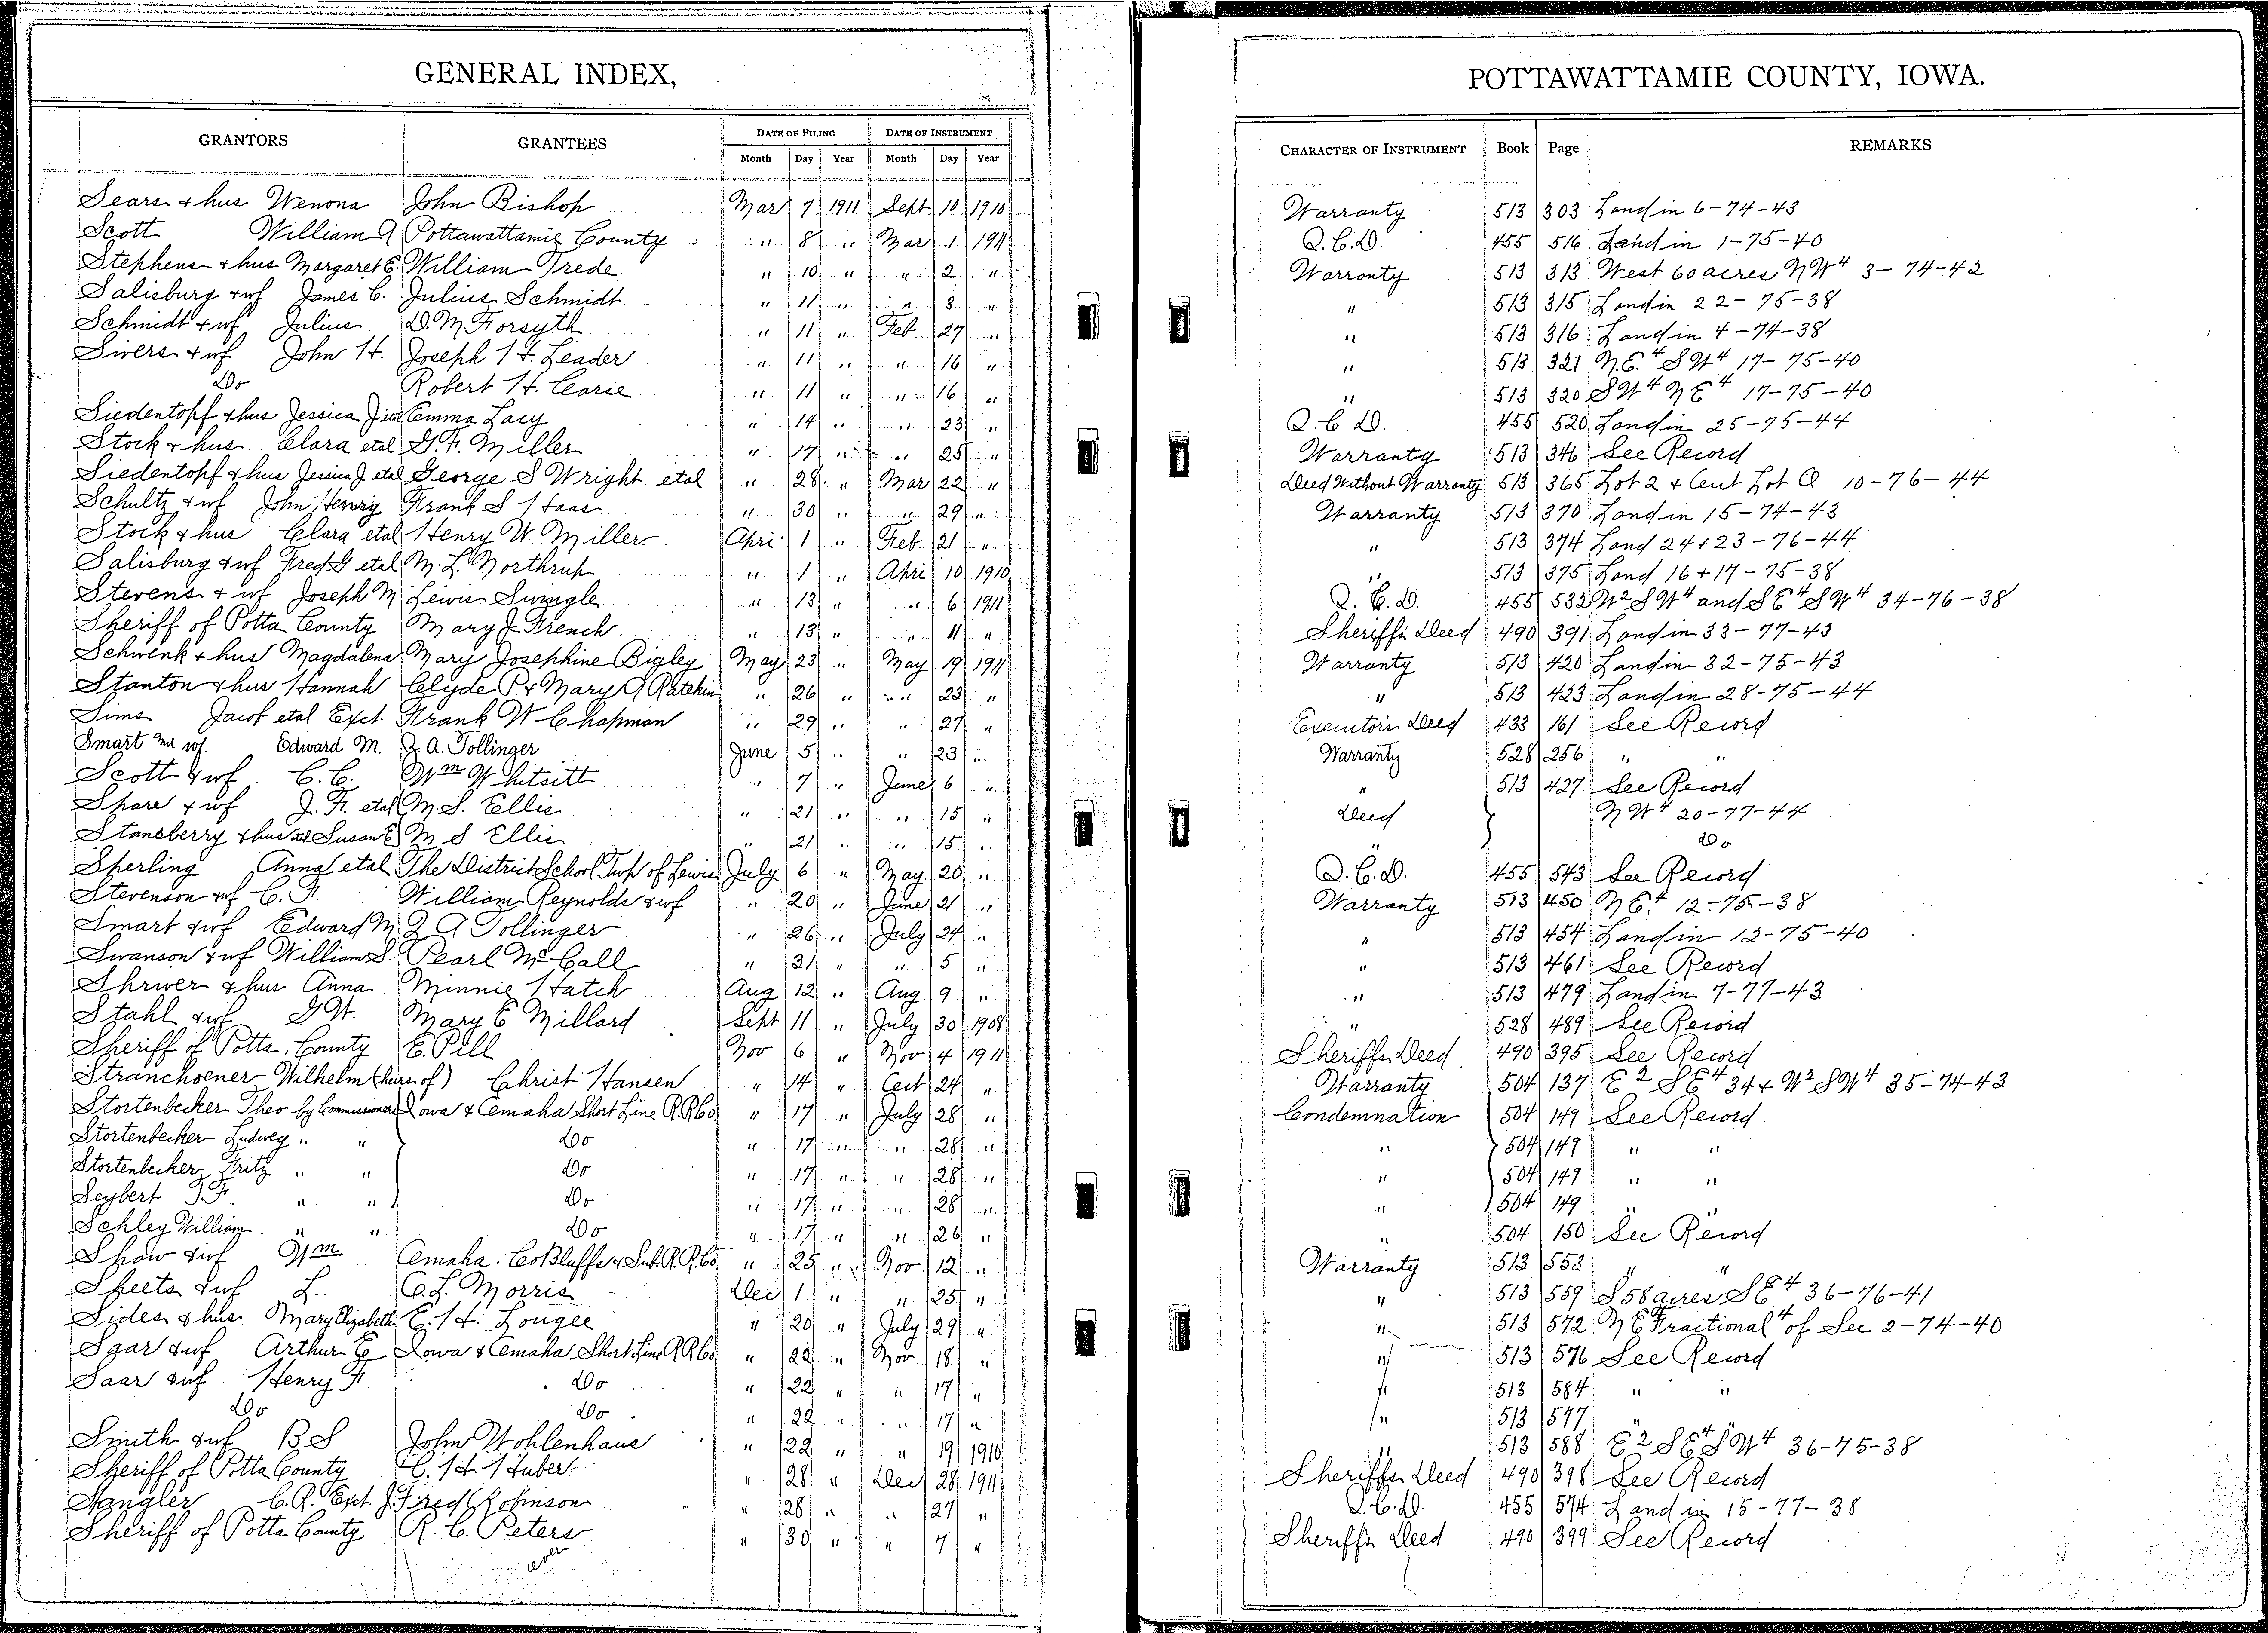 GENERAL INDEX,
GRANTORS GRANTEES DATE OF FILING DATE OF INSTRUMENT
Month Day Year Month Day Year
Sears & hus Wenona John Bishop Mar 7 1911 Sept 10 1910
Scott William A Pottawattamie County " 8 " Mar 1 1911
Stephens & hus Margaret E. William Trede " 10 " " 2 "
Salisburg & wf James C. Julius Schmidt " 11 " " 3 "
Schmidt & wf Julius D. M. Forsyth " 11 " Feb 27 "
Sivers & wf John H. Joseph H. Leader " 11 " " 16 "
Do Robert H. Carse " 11 " " 16 "
Siedentopf & hus Jessica J etal Emma Lacy " 14 " " 23 "
Stock & hus Clara etal G. F. Miller " 17 " " 25 "
Siedentopf & hus Jessica J. etal George S Wright etal " 28 " Mar 22 "
Schultz & wf John Henry Frank S Haas " 30 " " 29 "
Stock & hus Clara etal Henry W. Miller Apri 1 " Feb 21 "
Salisburg & wf Fred G etal M. L. Northrup " 1 " Apri 10 1910
Stevens & wf Joseph M Lewis Swingle " 13 " " 6 1911
Sheriff of Potta County Mary J. French " 13 " " 11 "
Schwenk & hus Magdalena Mary Josephine Bigley May 23 " May 19 1911
Stanton & hus Hannah Clyde P & Mary A Ratekin " 26 " " 23 "
Sims Jacob etal Exct. Frank W Chapman " 29 " " 27 "
Smart and wf. Edward M. Z. A. Tollinger June 5 " " 23 "
Scott & wf C. C. Wm Whitsitt " 7 " June 6 "
Share & wf J. F. etal M. S. Ellis " 21 " " 15 "
Stansberry & hus etal Susan E M S Ellis " 21 " " 15 "
Sperling Anna etal The District School Twp of Lewis July 6 " May 20 "
Stevenson & wf C. F. William Reynolds & wf " 20 " June 21 "
Smart & wf Edward M Z A Tollinger " 26 " July 24 "
Swanson & wf William S. Pearl McCall " 31 " " 5 "
Shriver & hus Anna Minnie Hatch Aug 12 " Aug 9 "
Stahl & wf G W. Mary E Millard Sept 11 " July 30 1908
Sheriff of Potta. County E. Pill Nov 6 " Nov 4 1911
Stranchoener Wilhelm (heirs of) Christ Hansen " 14 " Oct 24 "
Stortenbecker Theo by Commissioners Iowa & Omaha Short Line R.R Co " 17 " July 28 "
Stortenbecker Ludweg " " Do " 17 " " 28 "
Stortenbecker Fritz " " Do " 17 " " 28 "
Seybert J. F. " " Do " 17 " " 28 "
Schley William " " Do " 17 " " 26 "
Shaw & wf Wm Omaha. Co Bluffs & Sub. R. R. Co " 25 " Nov 12 "
Sheets & wf L. O. L. Morris Dec 1 " " 25 "
Sides & hus Mary Elizabeth E. H. Lougee " 20 " July 29 "
Saar & wf Arthur E Iowa & Omaha Short Line R R Co " 22 " Nov 18 "
Saar & wf. Henry F Do " 22 " " 17 "
Do Do " 22 " " 17 "
Smith & wf B S John Wohlenhaus " 22 " " 19 1910
Sheriff of Potta County C. H. Huber " 28 " Dec 28 1911
C. R. Exct J. Fred Robinson " 28 " " 27 "
Sheriff of Potta County R. C. Peters " 30 " " 7 "
over
POTTAWATTAMIE COUNTY, IOWA.
CHARACTER OF INSTRUMENT Book Page REMARKS
Warranty 513 303 Land in 6-74-43
Q. C. D. 455 516 Land in 1-75-40
Warranty 513 313 West 60 acres NW4 3-74-42
" 513 315 Land in 22-75-38
" 513 316 Land in 4-74-38
" 513 321 N.E.4 SW4 17-75-40
" 513 320 SW4 NE4 17-75-40
Q. C D. 455 520 Land in 25-75-44
Warranty 513 346 See Record
Deed Without Warranty 513 365 Lot 2 & Aut Lot A 10-76-44
Warranty 513 370 Land in 15-74-43
" 513 374 Land 24+23-76-44
" 513 375 Land 16+17-75-38
Q. C. D. 455 532 W2 SW4 and SE4 SW4 34-76-38
Sheriff's Deed 490 391 Land in 33-77-43
Warranty 513 420 Land in 32-75-43
" 513 423 Land in 28-75-44
Executor's Deed 433 161 See Record
Warranty 528 256 " "
" 513 427 See Record
Deed NW4 20-77-44
" Do
Q. C. D. 455 543 See Record
Warranty 513 450 NE4 12-75-38
" 513 454 Land in 12-75-40
" 513 461 See Record
" 513 479 Land in 7-77-43
" 528 489 See Record
Sheriffs Deed 490 395 See Record
Warranty 504 137 E2 SE4 34 & W2 SW4 35-74-43
Condemnation 504 149 See Record
" 504 149 " "
" 504 149 " "
" 504 149 " "
" 504 150 See Record
Warranty 513 553 " "
" 513 559 S 58 acres SE4 36-76-41
" 513 572 NE Fractional 4 of Sec 2-74-40
" 513 576 See Record
" 513 584 " "
" 513 577 " "
" 513 588 E2 SE4 SW4 36-75-38
Sheriffs Deed 490 398 See Record
Q. C. D. 455 574 Land in 15-77-38
Sheriff's Deed 490 399 See Record